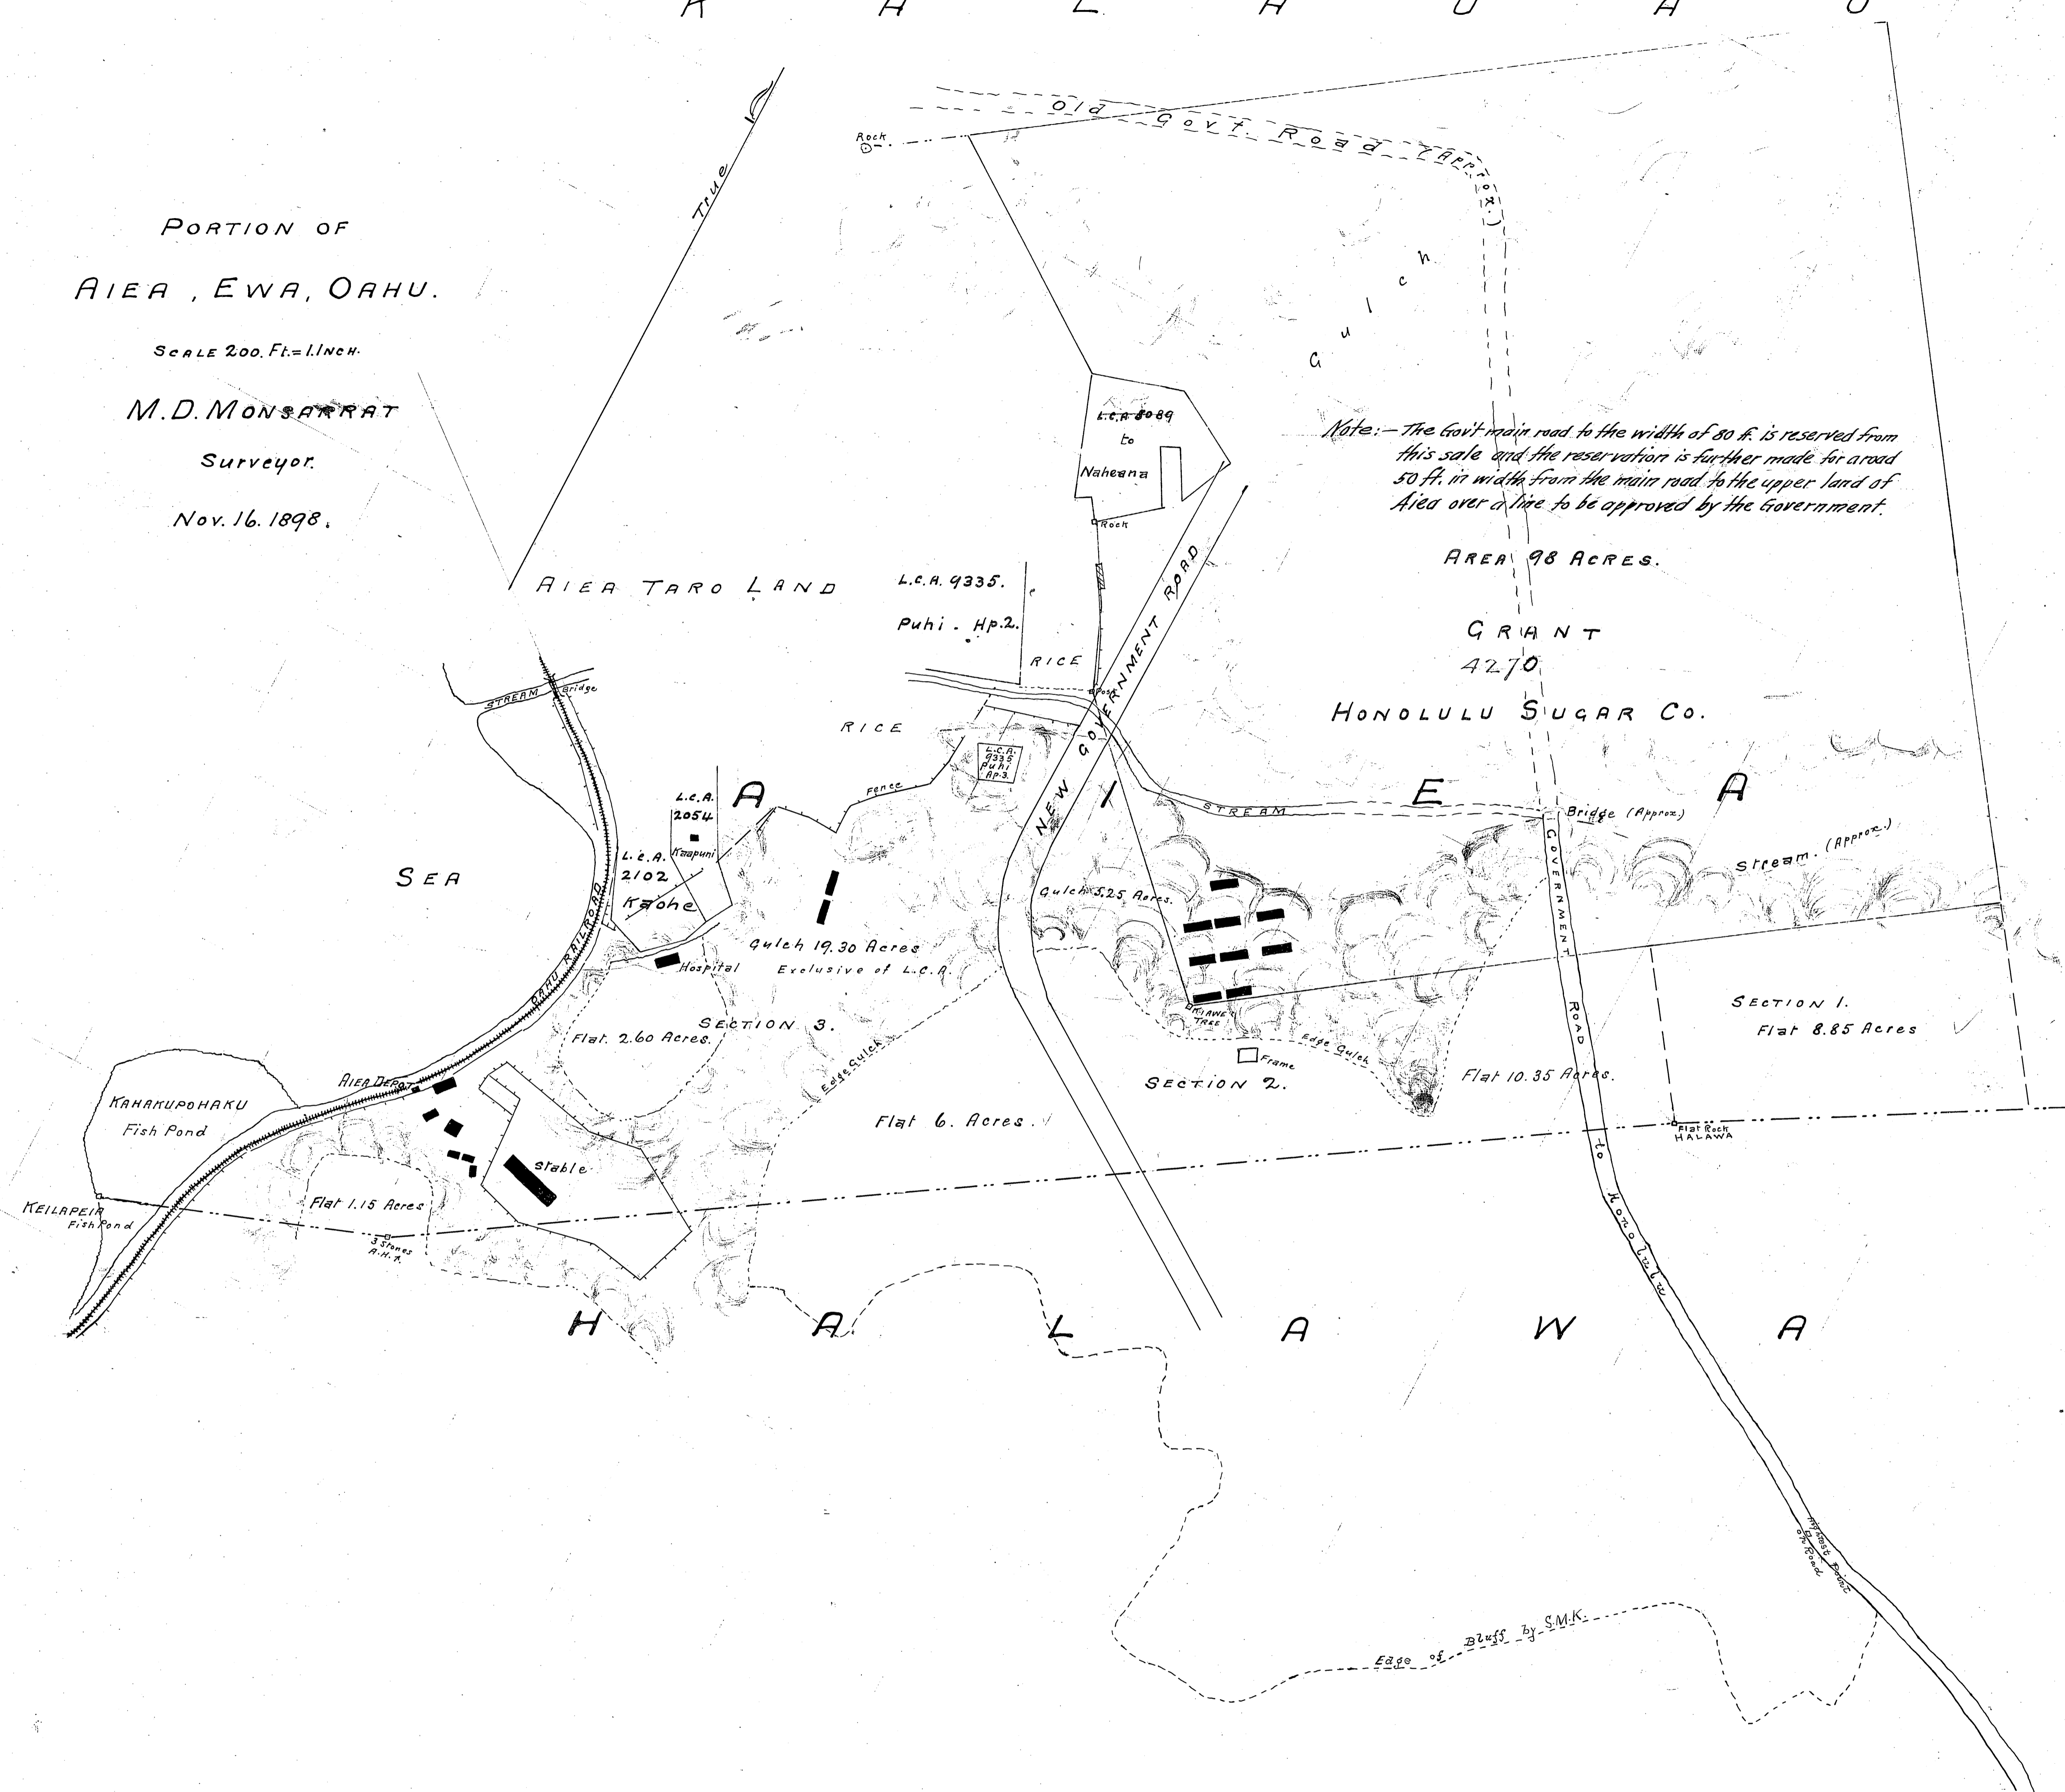 K A L A U A O
PORTION OF
AIEA , EWA, OAHU.
SCALE 200. Ft.=1.INCH.
M.D. MONSARRAT
Surveyor.
Nov. 16. 1898.
True
Rock
Old Govt. Road (Approx.)
Gulch
L.C.A 8089
to
Naheana
Rock
Note:— The Gov't main road to the width of 80 ft. is reserved from
this sale and the reservation is further made for a road
50 ft. in width from the main road to the upper land of
Aiea over a line to be approved by the Government.
AREA 98 ACRES.
GRANT
4270
HONOLULU SUGAR CO.
AIEA TARO LAND
L.C.A. 9335.
Puhi - Hp.2.
RICE
Post
NEW GOVERNMENT ROAD
ROAD
STREAM
Bridge
RICE
L.C.A.
9335
Puhi
Ap.3.
Fence
A I E A
STREAM
Bridge (Approx.)
Stream. (Approx.)
L.C.A.
2054
Kaapuni
L.C.A.
2102
Kaohe
SEA
OAHU RAILROAD
Gulch 5.25 Acres.
Gulch 19.30 Acres
Exclusive of L.C.A.
Hospital
GOVERNMENT ROAD to Honolulu
SECTION 1.
Flat 8.85 Acres
KIAWE
TREE
SECTION 3.
Flat. 2.60 Acres.
Edge Gulch
Frame
Edge Gulch
SECTION 2.
Flat 10.35 Acres.
AIEA DEPOT
KAHAKUPOHAKU
Fish Pond
Flat 6. Acres.
Flat Rock
HALAWA
Stable
Flat 1.15 Acres
KEILAPEIA
Fish Pond
3 Stones
H A L A W A
Highest Point
on Road
Edge of Bluff by S.M.K.